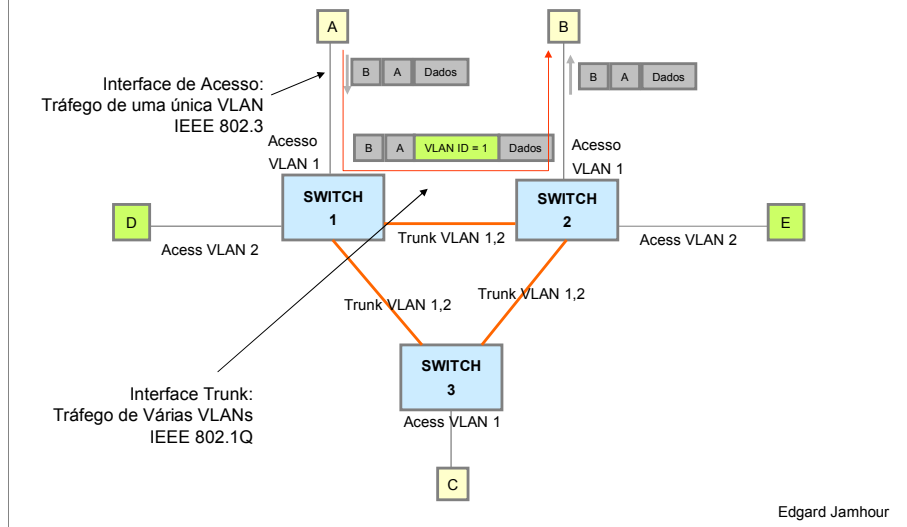 A
B
B A Dados
B A Dados
Interface de Acesso:
Tráfego de uma única VLAN
IEEE 802.3
Acesso
VLAN 1
B A VLAN ID = 1 Dados
Acesso
VLAN 1
SWITCH
1
SWITCH
2
D
E
Acess VLAN 2
Trunk VLAN 1,2
Acess VLAN 2
Trunk VLAN 1,2
Trunk VLAN 1,2
SWITCH
3
Interface Trunk:
Tráfego de Várias VLANs
IEEE 802.1Q
Acess VLAN 1
C
Edgard Jamhour